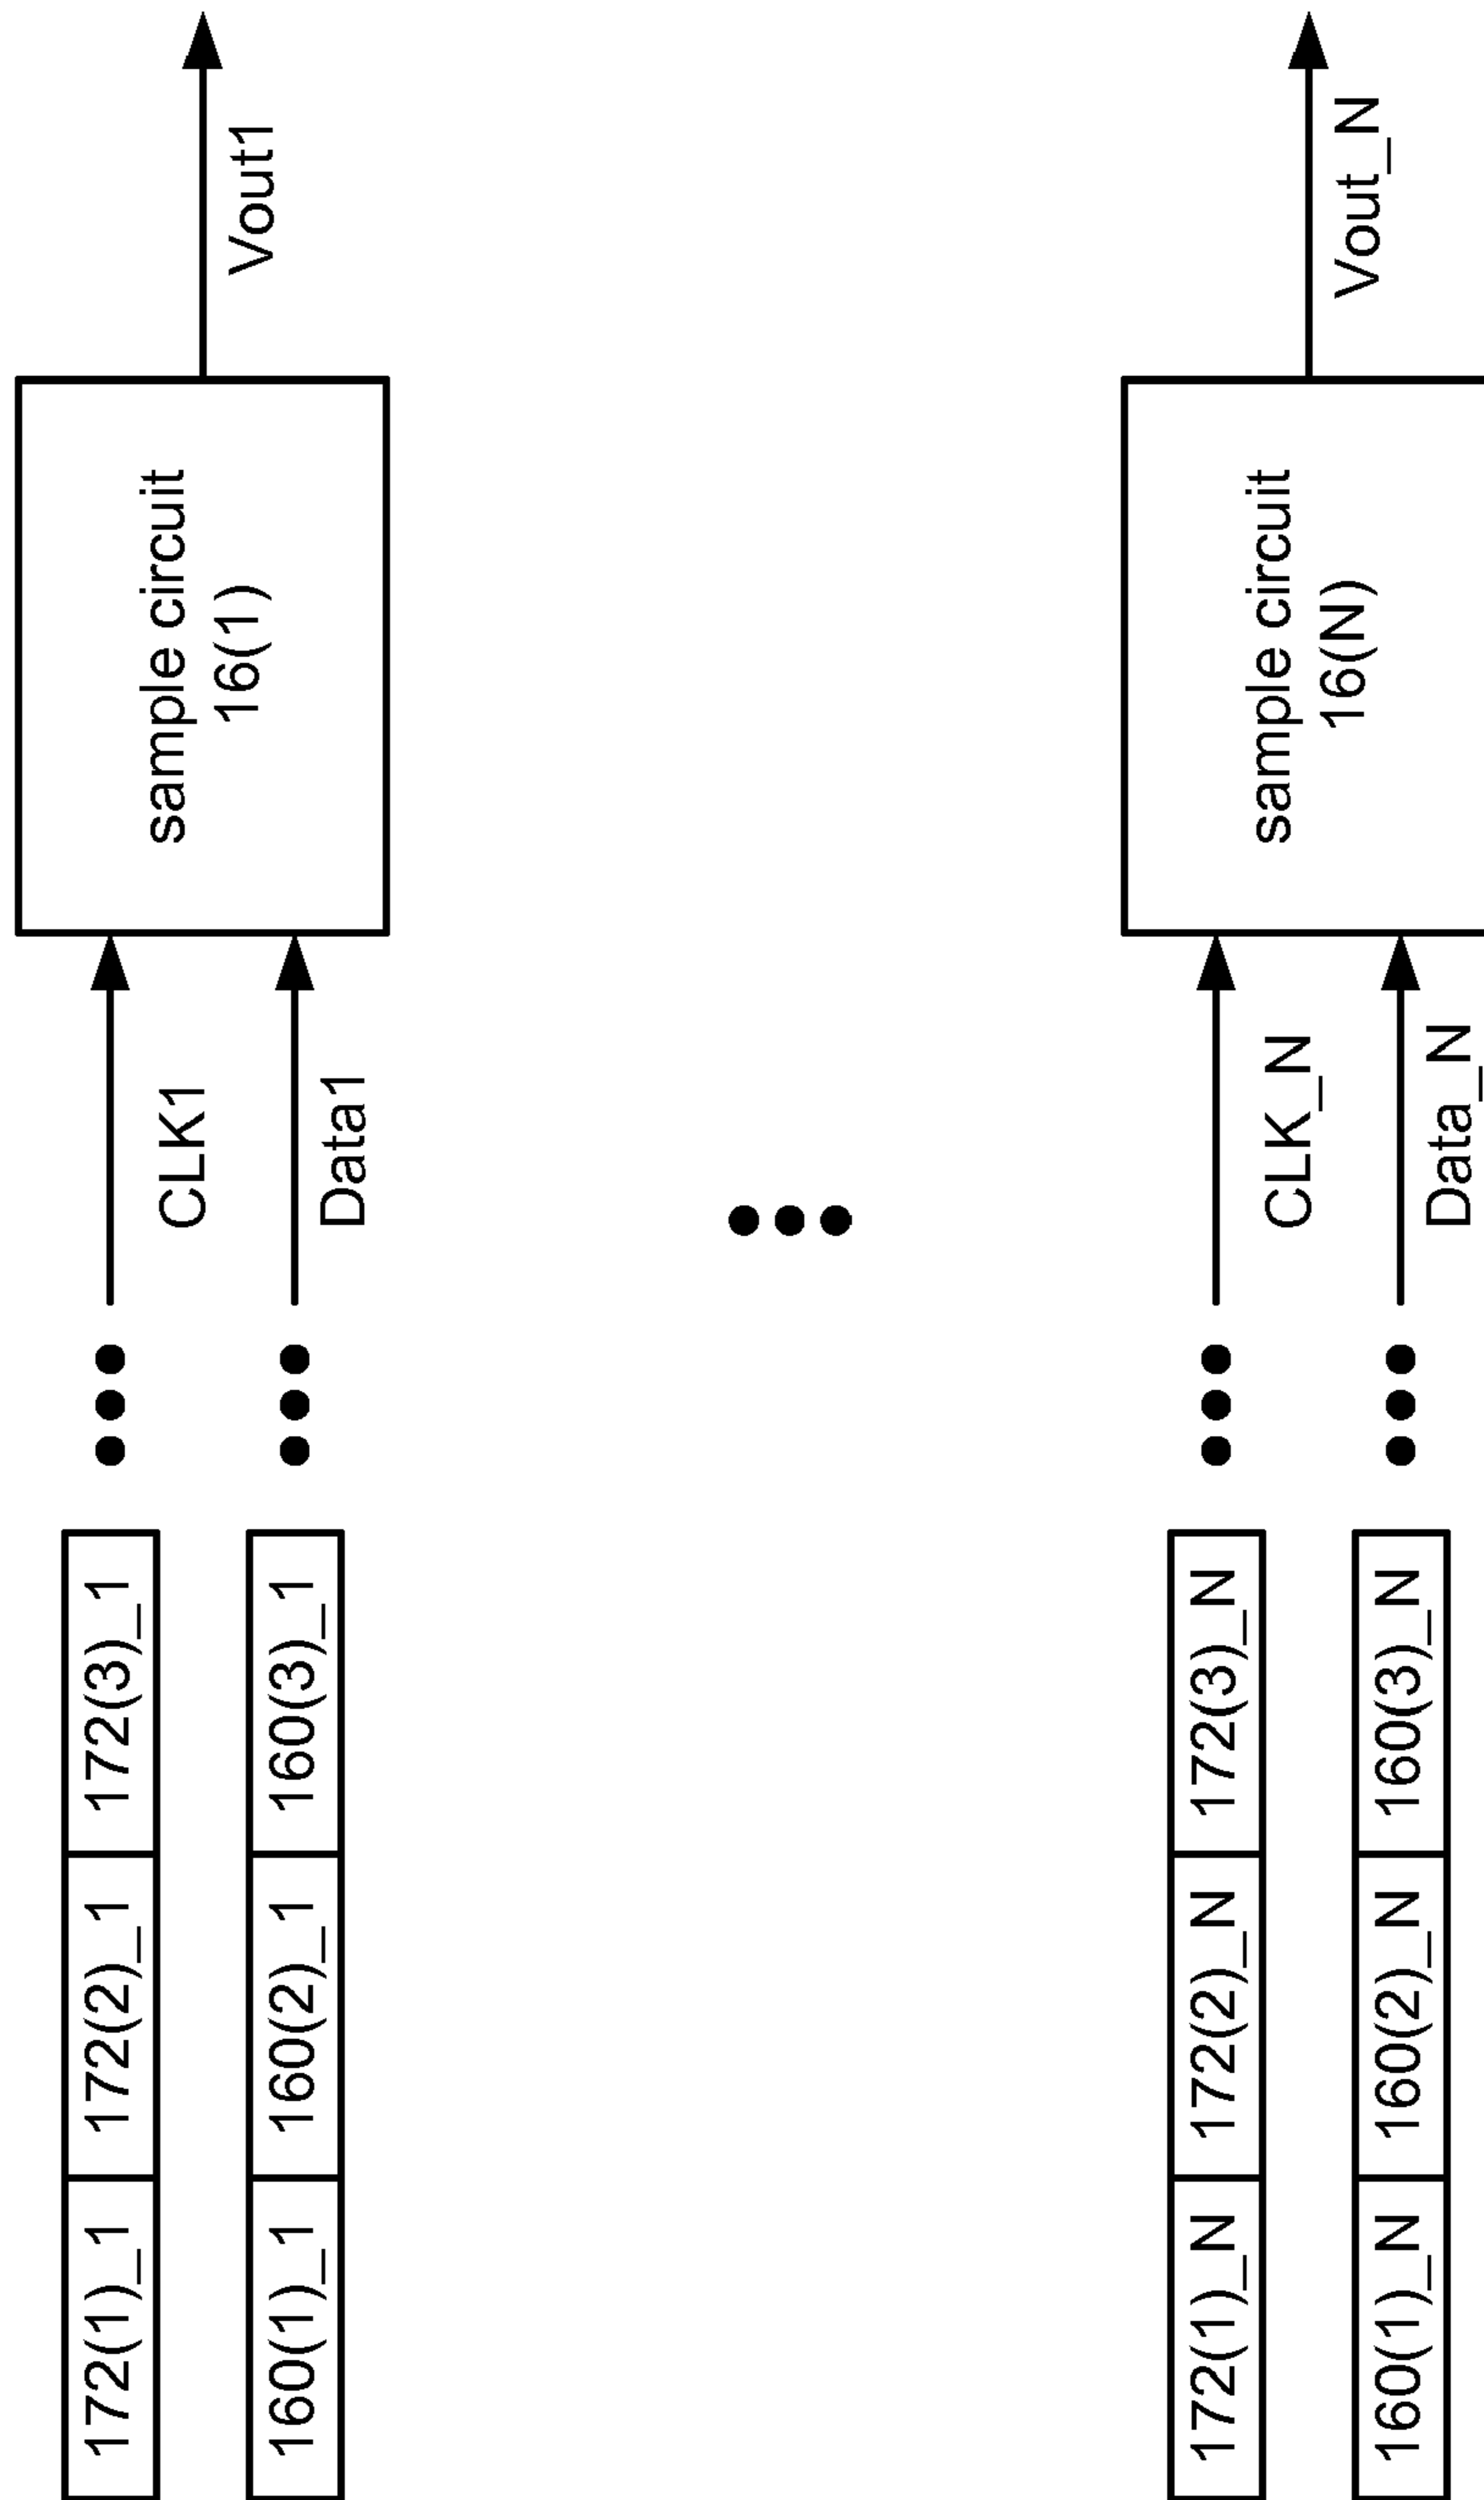 172(1)_1
172(2)_1
172(3)_1
CLK1
160(1)_1
160(2)_1
160(3)_1
Data1
sample circuit
16(1)
Vout1
172(1)_N
172(2)_N
172(3)_N
CLK_N
160(1)_N
160(2)_N
160(3)_N
Data_N
sample circuit
16(N)
Vout_N